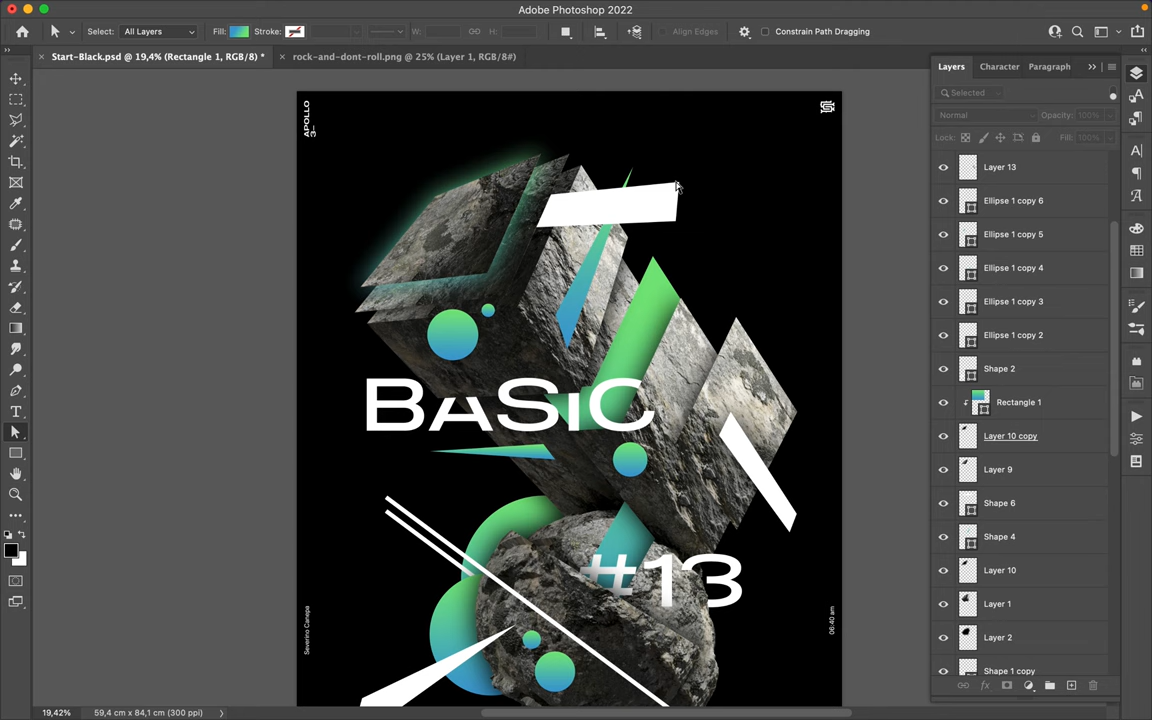 Adobe Photoshop 2022
Select: All Layers Fill: Stroke: W: H: Align Edges Constrain Path Dragging
Start-Black.psd @ 19,4% (Rectangle 1, RGB/8) * rock-and-dont-roll.png @ 25% (Layer 1, RGB/8#)
Layers Character Paragraph
Selected
Normal Opacity: 100%
Lock: Fill: 100%
Layer 13
Ellipse 1 copy 6
Ellipse 1 copy 5
Ellipse 1 copy 4
Ellipse 1 copy 3
Ellipse 1 copy 2
Shape 2
Rectangle 1
Layer 10 copy
Layer 9
Shape 6
Shape 4
Layer 10
Layer 1
Layer 2
Shape 1 copy
APOLLO
3—
BASiC
#13
Severino Canepa
06:40 am
19,42% 59,4 cm x 84,1 cm (300 ppi)